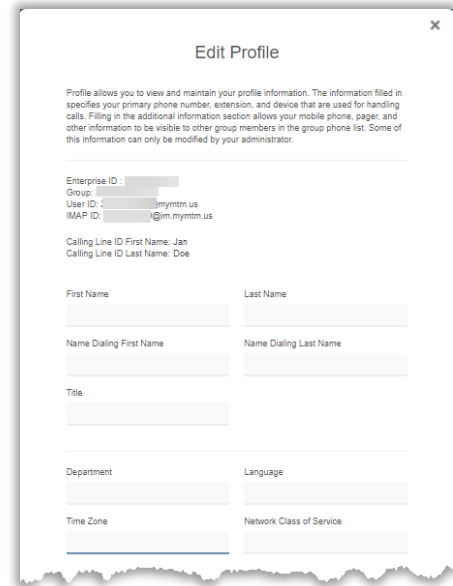 ×
Edit Profile
Profile allows you to view and maintain your profile information. The information filled in
specifies your primary phone number, extension, and device that are used for handling
calls. Filling in the additional information section allows your mobile phone, pager, and
other information to be visible to other group members in the group phone list. Some of
this information can only be modified by your administrator.
Enterprise ID :
Group:
User ID: mymtm.us
IMAP ID: @im.mymtm.us
Calling Line ID First Name: Jan
Calling Line ID Last Name: Doe
First Name Last Name
Name Dialing First Name Name Dialing Last Name
Title
Department Language
Time Zone Network Class of Service